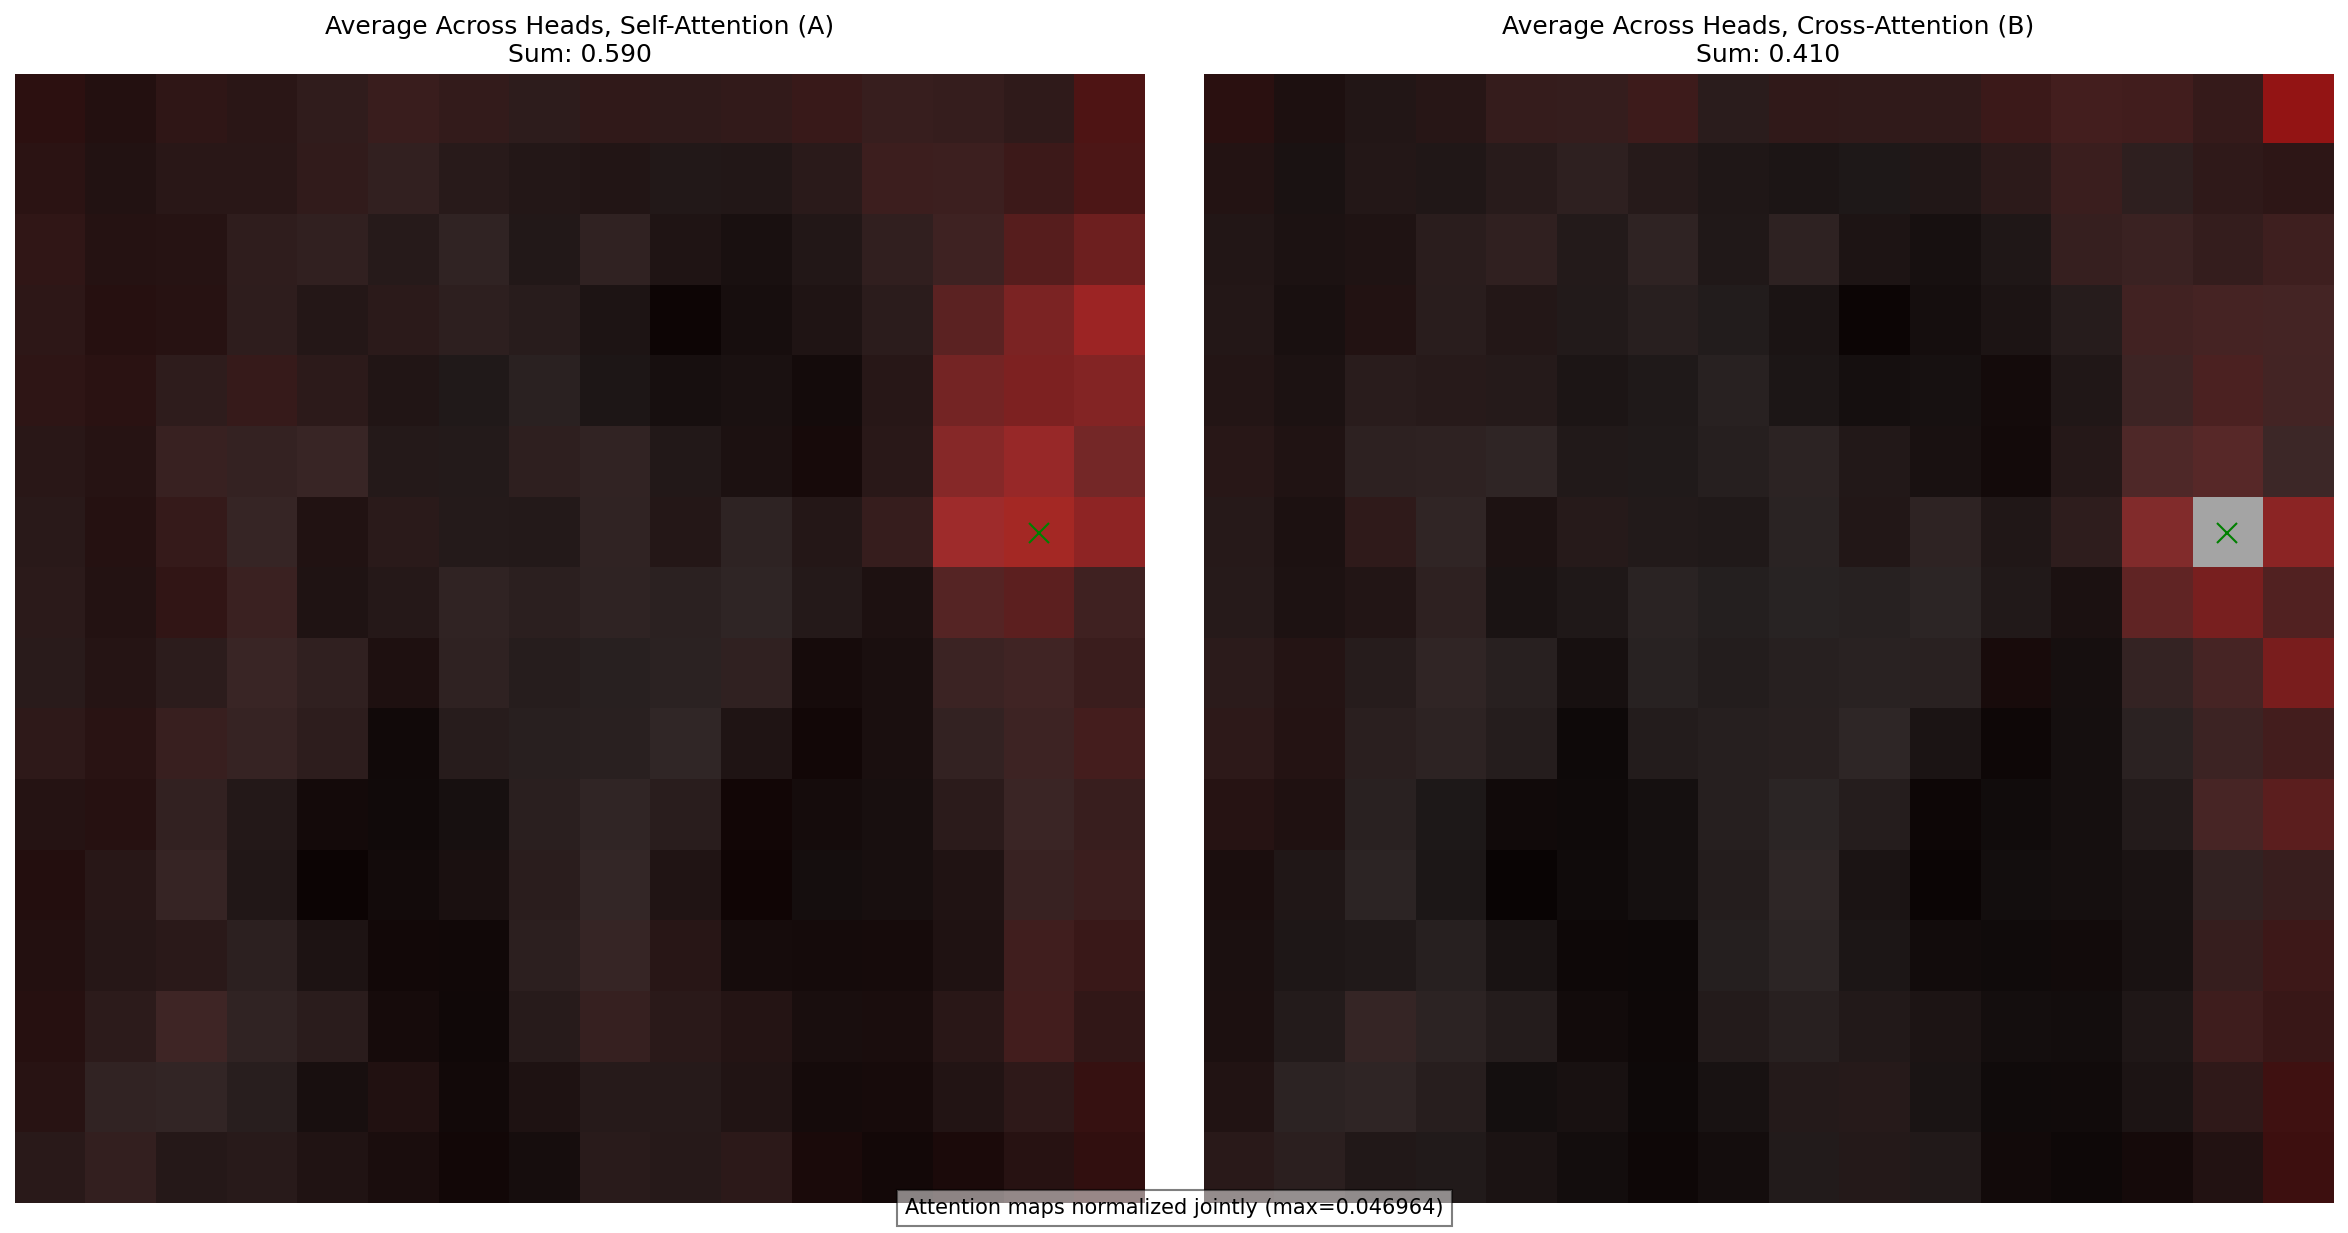 Average Across Heads, Self-Attention (A)
Sum: 0.590
Average Across Heads, Cross-Attention (B)
Sum: 0.410
Attention maps normalized jointly (max=0.046964)